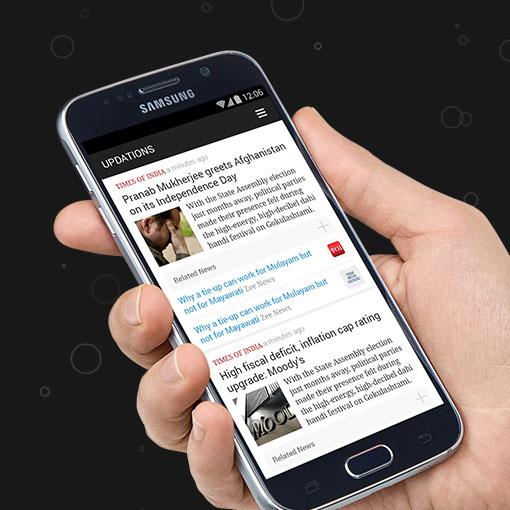 SAMSUNG
12:06
UPDATIONS
TIMES OF INDIA a minutes ago
Pranab Mukherjee greets Afghanistan
on its Independence Day
With the State Assembly election
just months away, political parties
made their presence felt during
the high-energy, high-decibel dahi
handi festival on Gokulashtami.
Related News
Why a tie-up can work for Mulayam but
not for Mayawati Zee News
TOI
Why a tie-up can work for Mulayam but
not for Mayawati Zee News
TIMES OF INDIA a minutes ago
High fiscal deficit, inflation cap rating
upgrade: Moody's
With the State Assembly election
just months away, political parties
made their presence felt during
the high-energy, high-decibel dahi
handi festival on Gokulashtami.
MOOD
Related News